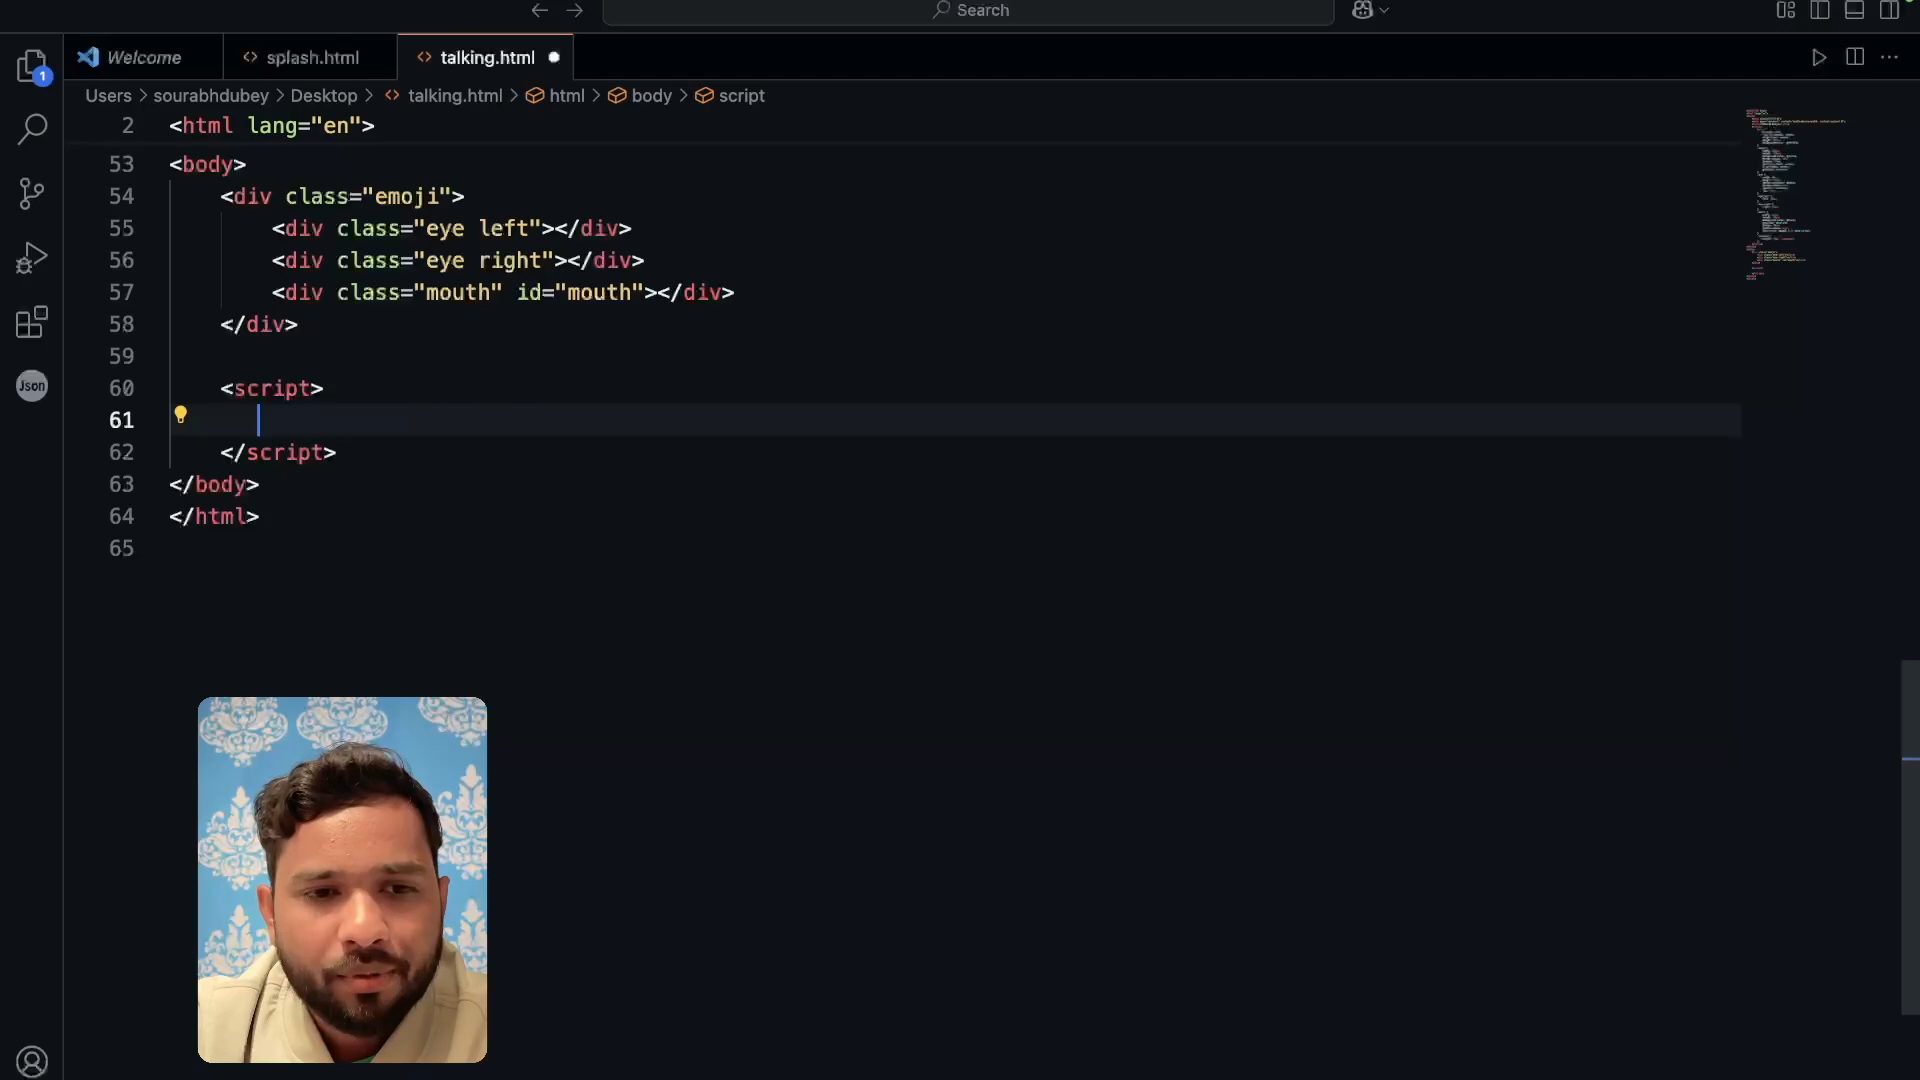 Search
Welcome
splash.html
talking.html
1
Users > sourabhdubey > Desktop > talking.html > html > body > script
2 <html lang="en">
53 <body>
54 <div class="emoji">
55 <div class="eye left"></div>
56 <div class="eye right"></div>
57 <div class="mouth" id="mouth"></div>
58 </div>
59
60 <script>
61
62 </script>
63 </body>
64 </html>
65
Json